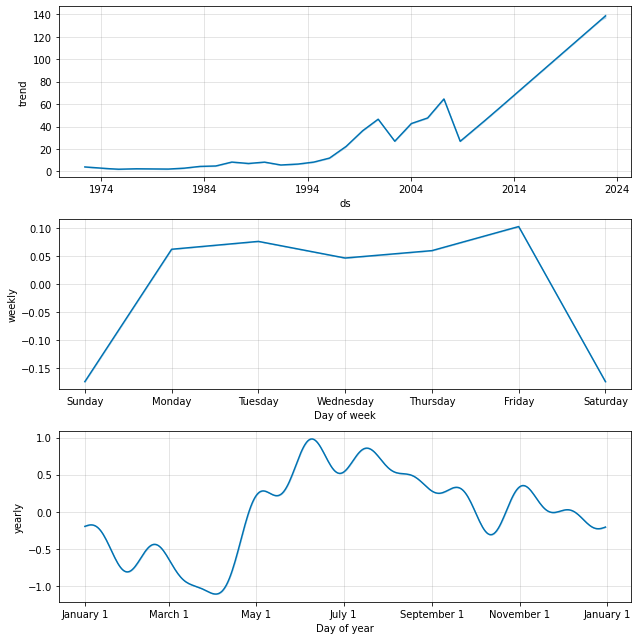 140
120
100
80
60
40
20
0
trend
1974 1984 1994 2004 2014 2024
ds
0.10
0.05
0.00
−0.05
−0.10
−0.15
weekly
Sunday Monday Tuesday Wednesday Thursday Friday Saturday
Day of week
1.0
0.5
0.0
−0.5
−1.0
yearly
January 1 March 1 May 1 July 1 September 1 November 1 January 1
Day of year